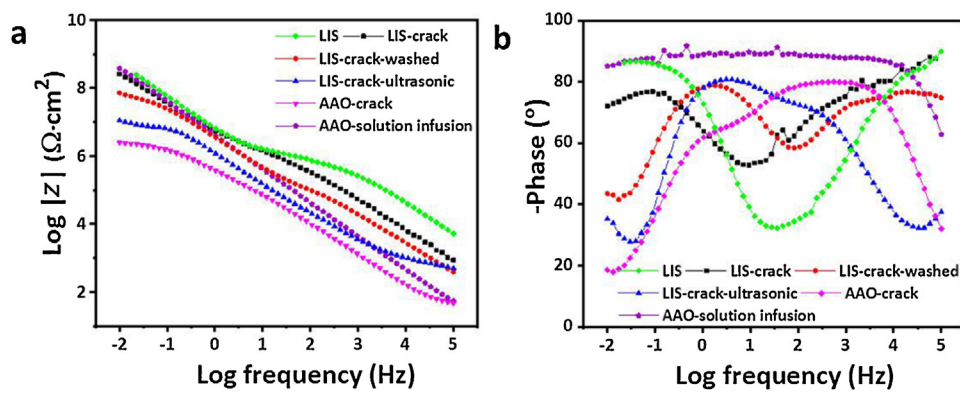 a
Log |z| (Ω·cm²)
10
8
6
4
2
LIS LIS-crack
LIS-crack-washed
LIS-crack-ultrasonic
AAO-crack
AAO-solution infusion
-2 -1 0 1 2 3 4 5
Log frequency (Hz)
b
-Phase (º)
100
80
60
40
20
0
LIS LIS-crack LIS-crack-washed
LIS-crack-ultrasonic AAO-crack
AAO-solution infusion
-2 -1 0 1 2 3 4 5
Log frequency (Hz)